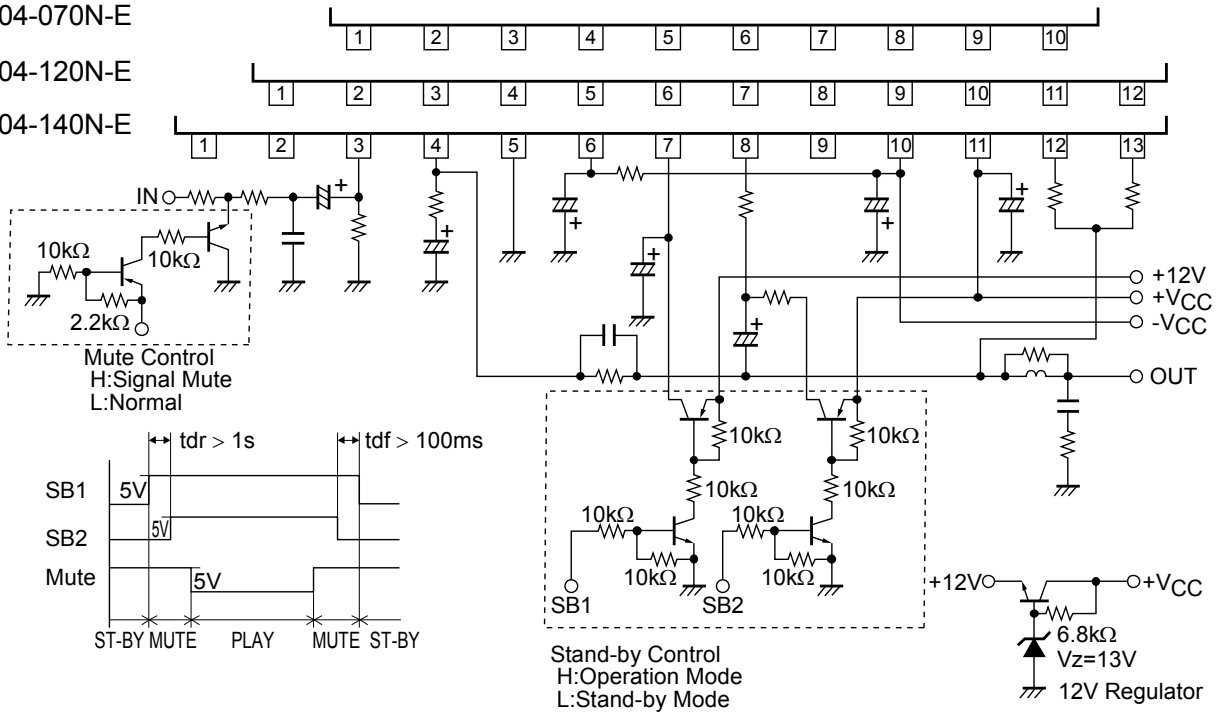 04-070N-E
1 2 3 4 5 6 7 8 9 10
04-120N-E
1 2 3 4 5 6 7 8 9 10 11 12
04-140N-E
1 2 3 4 5 6 7 8 9 10 11 12 13
IN
+ + + + + + +
10kΩ
10kΩ
2.2kΩ
Mute Control
H:Signal Mute
L:Normal
+12V
+VCC
-VCC
OUT
tdr > 1s
tdf > 100ms
SB1
5V
SB2
5V
Mute
5V
ST-BY MUTE PLAY MUTE ST-BY
10kΩ 10kΩ
10kΩ 10kΩ
10kΩ 10kΩ
10kΩ 10kΩ
SB1 SB2
Stand-by Control
H:Operation Mode
L:Stand-by Mode
+12V +VCC
6.8kΩ
Vz=13V
12V Regulator